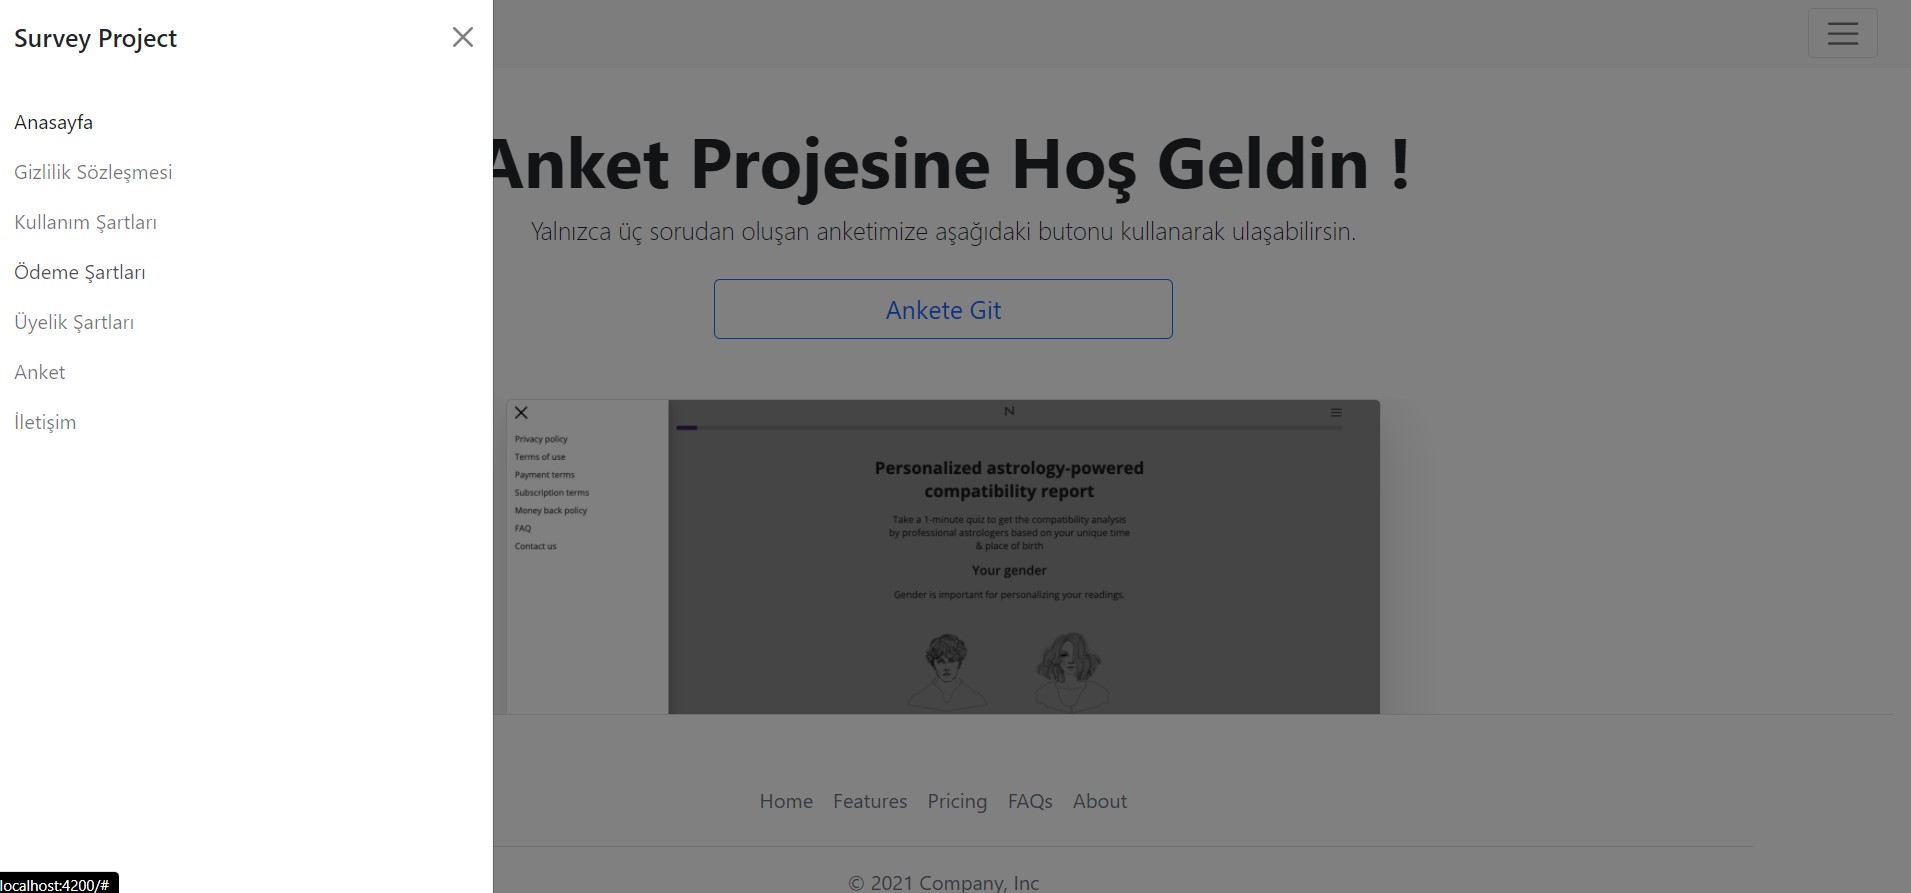 Survey Project
Anasayfa
Gizlilik Sözleşmesi
Kullanım Şartları
Ödeme Şartları
Üyelik Şartları
Anket
İletişim
Anket Projesine Hoş Geldin !
Yalnızca üç sorudan oluşan anketimize aşağıdaki butonu kullanarak ulaşabilirsin.
Ankete Git
N
Privacy policy
Terms of use
Payment terms
Subscription terms
Money back policy
FAQ
Contact us
Personalized astrology-powered
compatibility report
Take a 1-minute quiz to get the compatibility analysis
by professional astrologers based on your unique time
& place of birth
Your gender
Gender is important for personalizing your readings.
Home Features Pricing FAQs About
© 2021 Company, Inc
localhost:4200/#